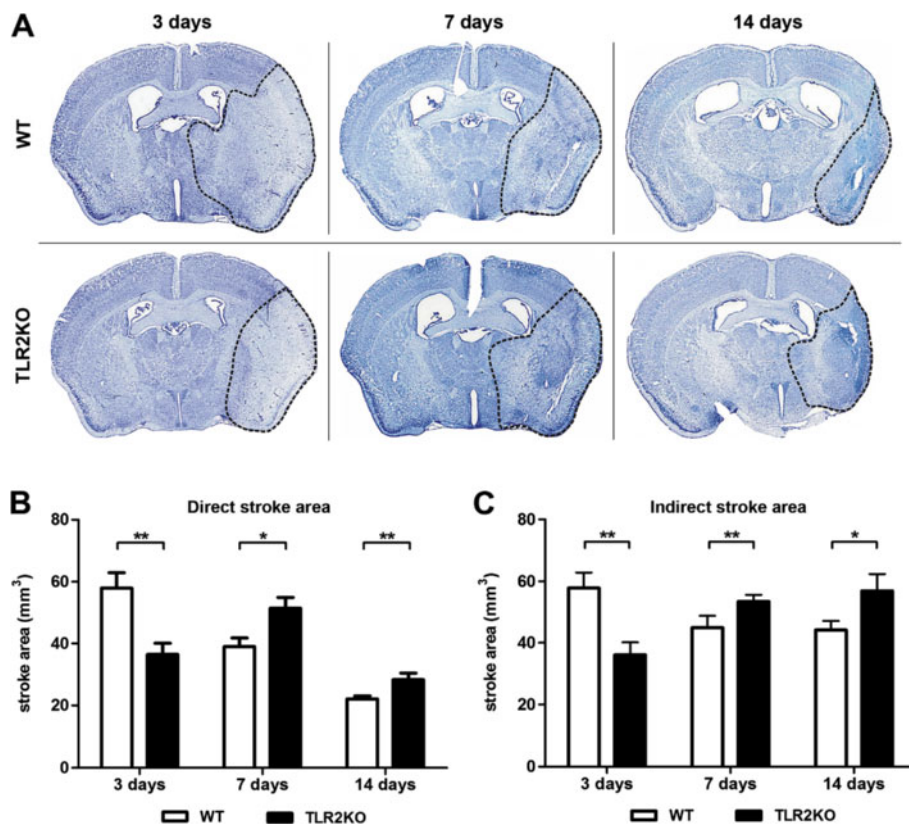 A
3 days 7 days 14 days
WT
TLR2KO
B
Direct stroke area
stroke area (mm³)
80
60
40
20
0
** * **
3 days 7 days 14 days
WT TLR2KO
C
Indirect stroke area
stroke area (mm³)
80
60
40
20
0
** ** *
3 days 7 days 14 days
WT TLR2KO